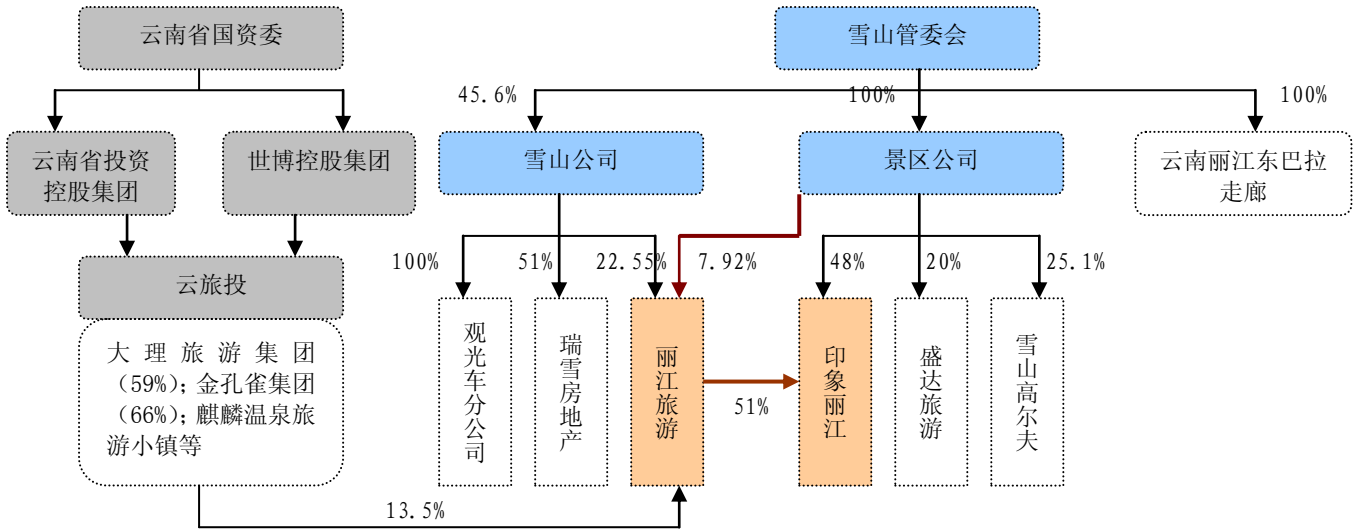 云南省国资委
雪山管委会
45.6%
100%
100%
云南省投资
控股集团
世博控股集团
雪山公司
景区公司
云南丽江东巴拉
走廊
云旅投
100%
51%
22.55%
7.92%
48%
20%
25.1%
大理旅游集团
（59%）；金孔雀集团
（66%）；麒麟温泉旅
游小镇等
观光车分公司
瑞雪房地产
丽江旅游
印象丽江
盛达旅游
雪山高尔夫
51%
13.5%